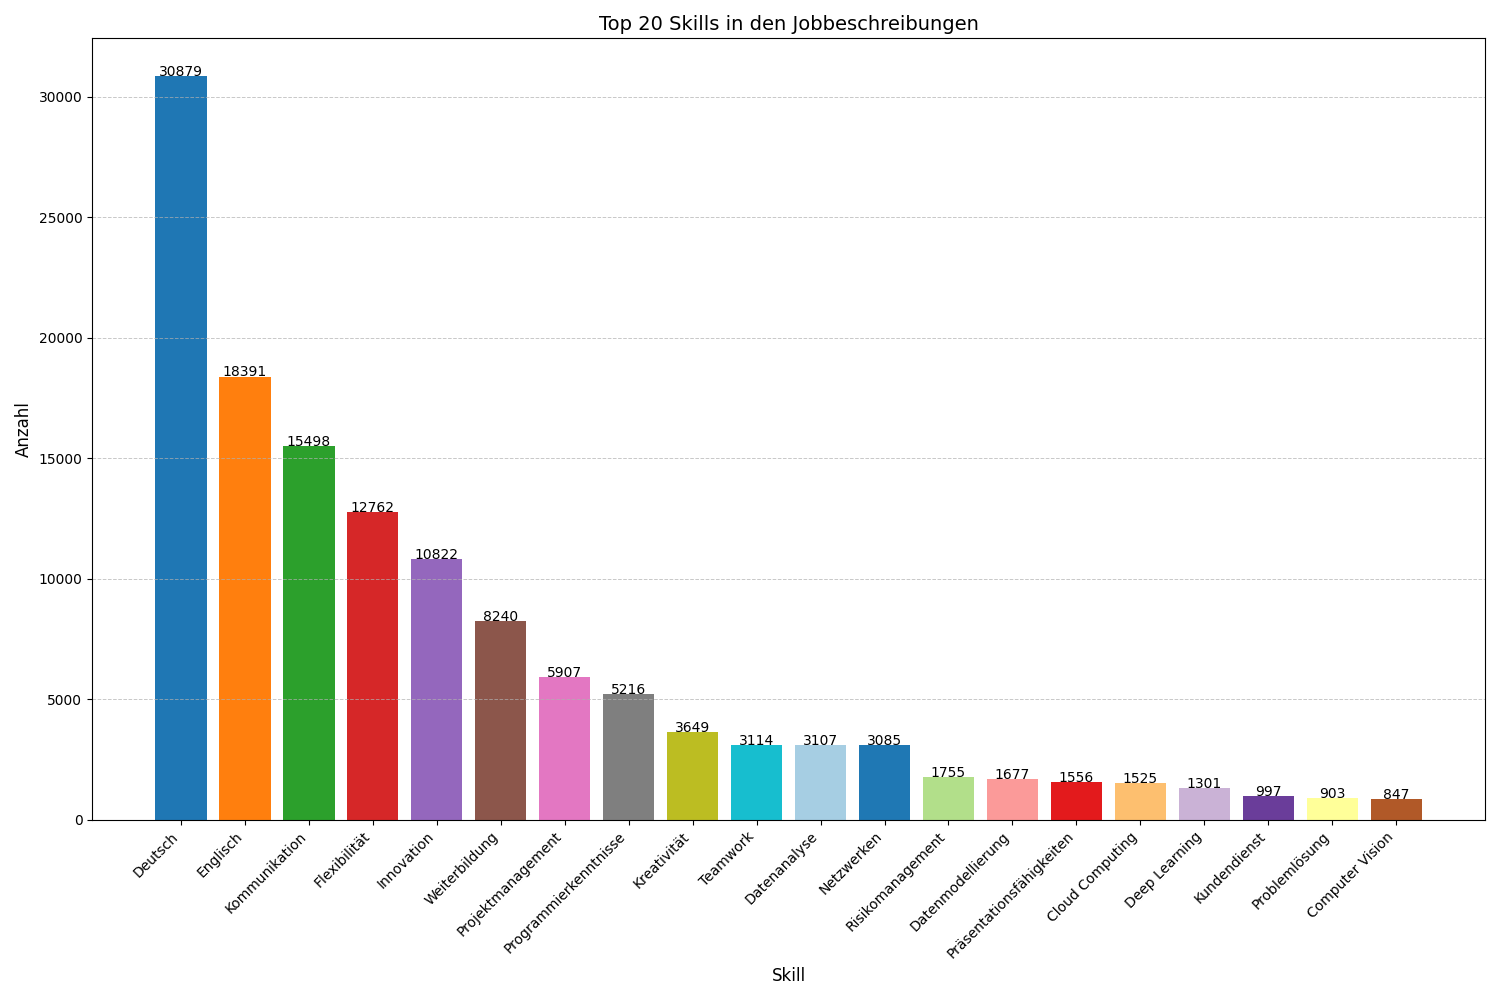 Top 20 Skills in den Jobbeschreibungen
Anzahl
30000
25000
20000
15000
10000
5000
0
30879
18391
15498
12762
10822
8240
5907
5216
3649
3114
3107
3085
1755
1677
1556
1525
1301
997
903
847
Deutsch
Englisch
Kommunikation
Flexibilität
Innovation
Weiterbildung
Projektmanagement
Programmierkenntnisse
Kreativität
Teamwork
Datenanalyse
Netzwerken
Risikomanagement
Datenmodellierung
Präsentationsfähigkeiten
Cloud Computing
Deep Learning
Kundendienst
Problemlösung
Computer Vision
Skill